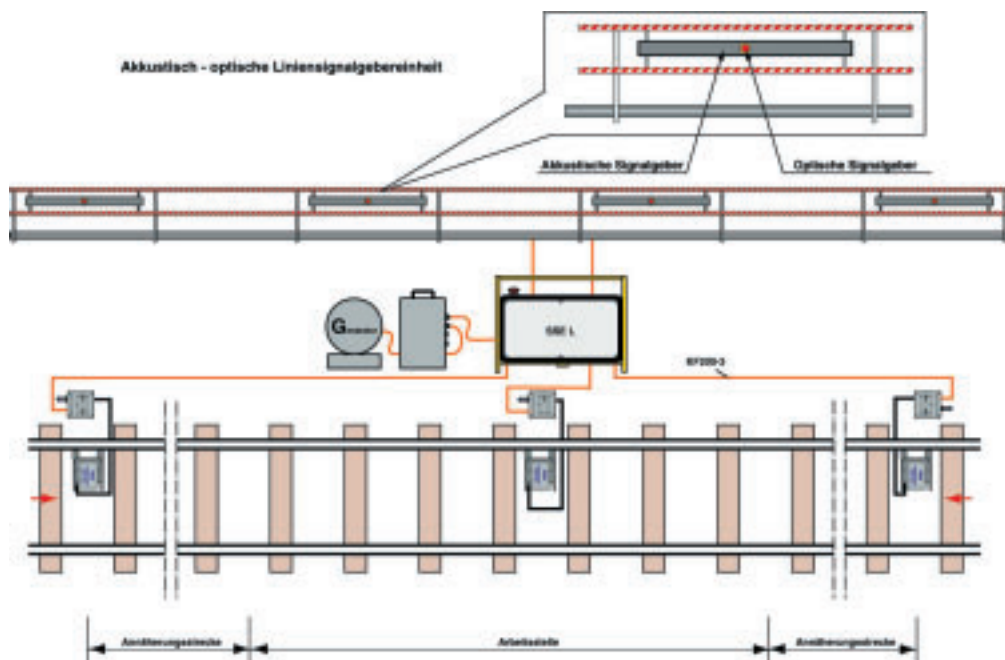 Akkustisch - optische Liniensignalgebereinheit
Akkustische Signalgeber
Optische Signalgeber
SSE L
G
Annäherungsstrecke
Arbeitsstelle
Annäherungsstrecke